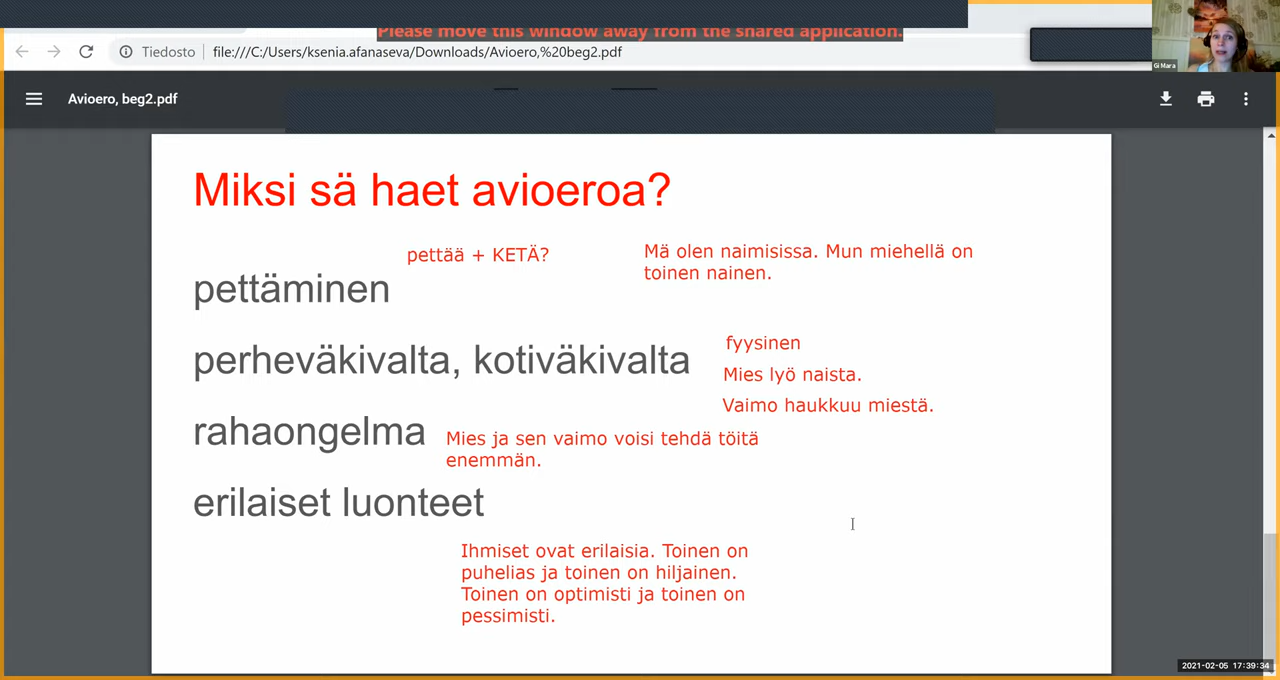 Please move this window away from the shared application.
Tiedosto
file:///C:/Users/ksenia.afanaseva/Downloads/Avioero,%20beg2.pdf
Gi Mara
Avioero, beg2.pdf
Miksi sä haet avioeroa?
pettää + KETÄ?
Mä olen naimisissa. Mun miehellä on
toinen nainen.
pettäminen
perheväkivalta, kotiväkivalta
fyysinen
Mies lyö naista.
Vaimo haukkuu miestä.
rahaongelma
Mies ja sen vaimo voisi tehdä töitä
enemmän.
erilaiset luonteet
Ihmiset ovat erilaisia. Toinen on
puhelias ja toinen on hiljainen.
Toinen on optimisti ja toinen on
pessimisti.
2021-02-05 17:39:34